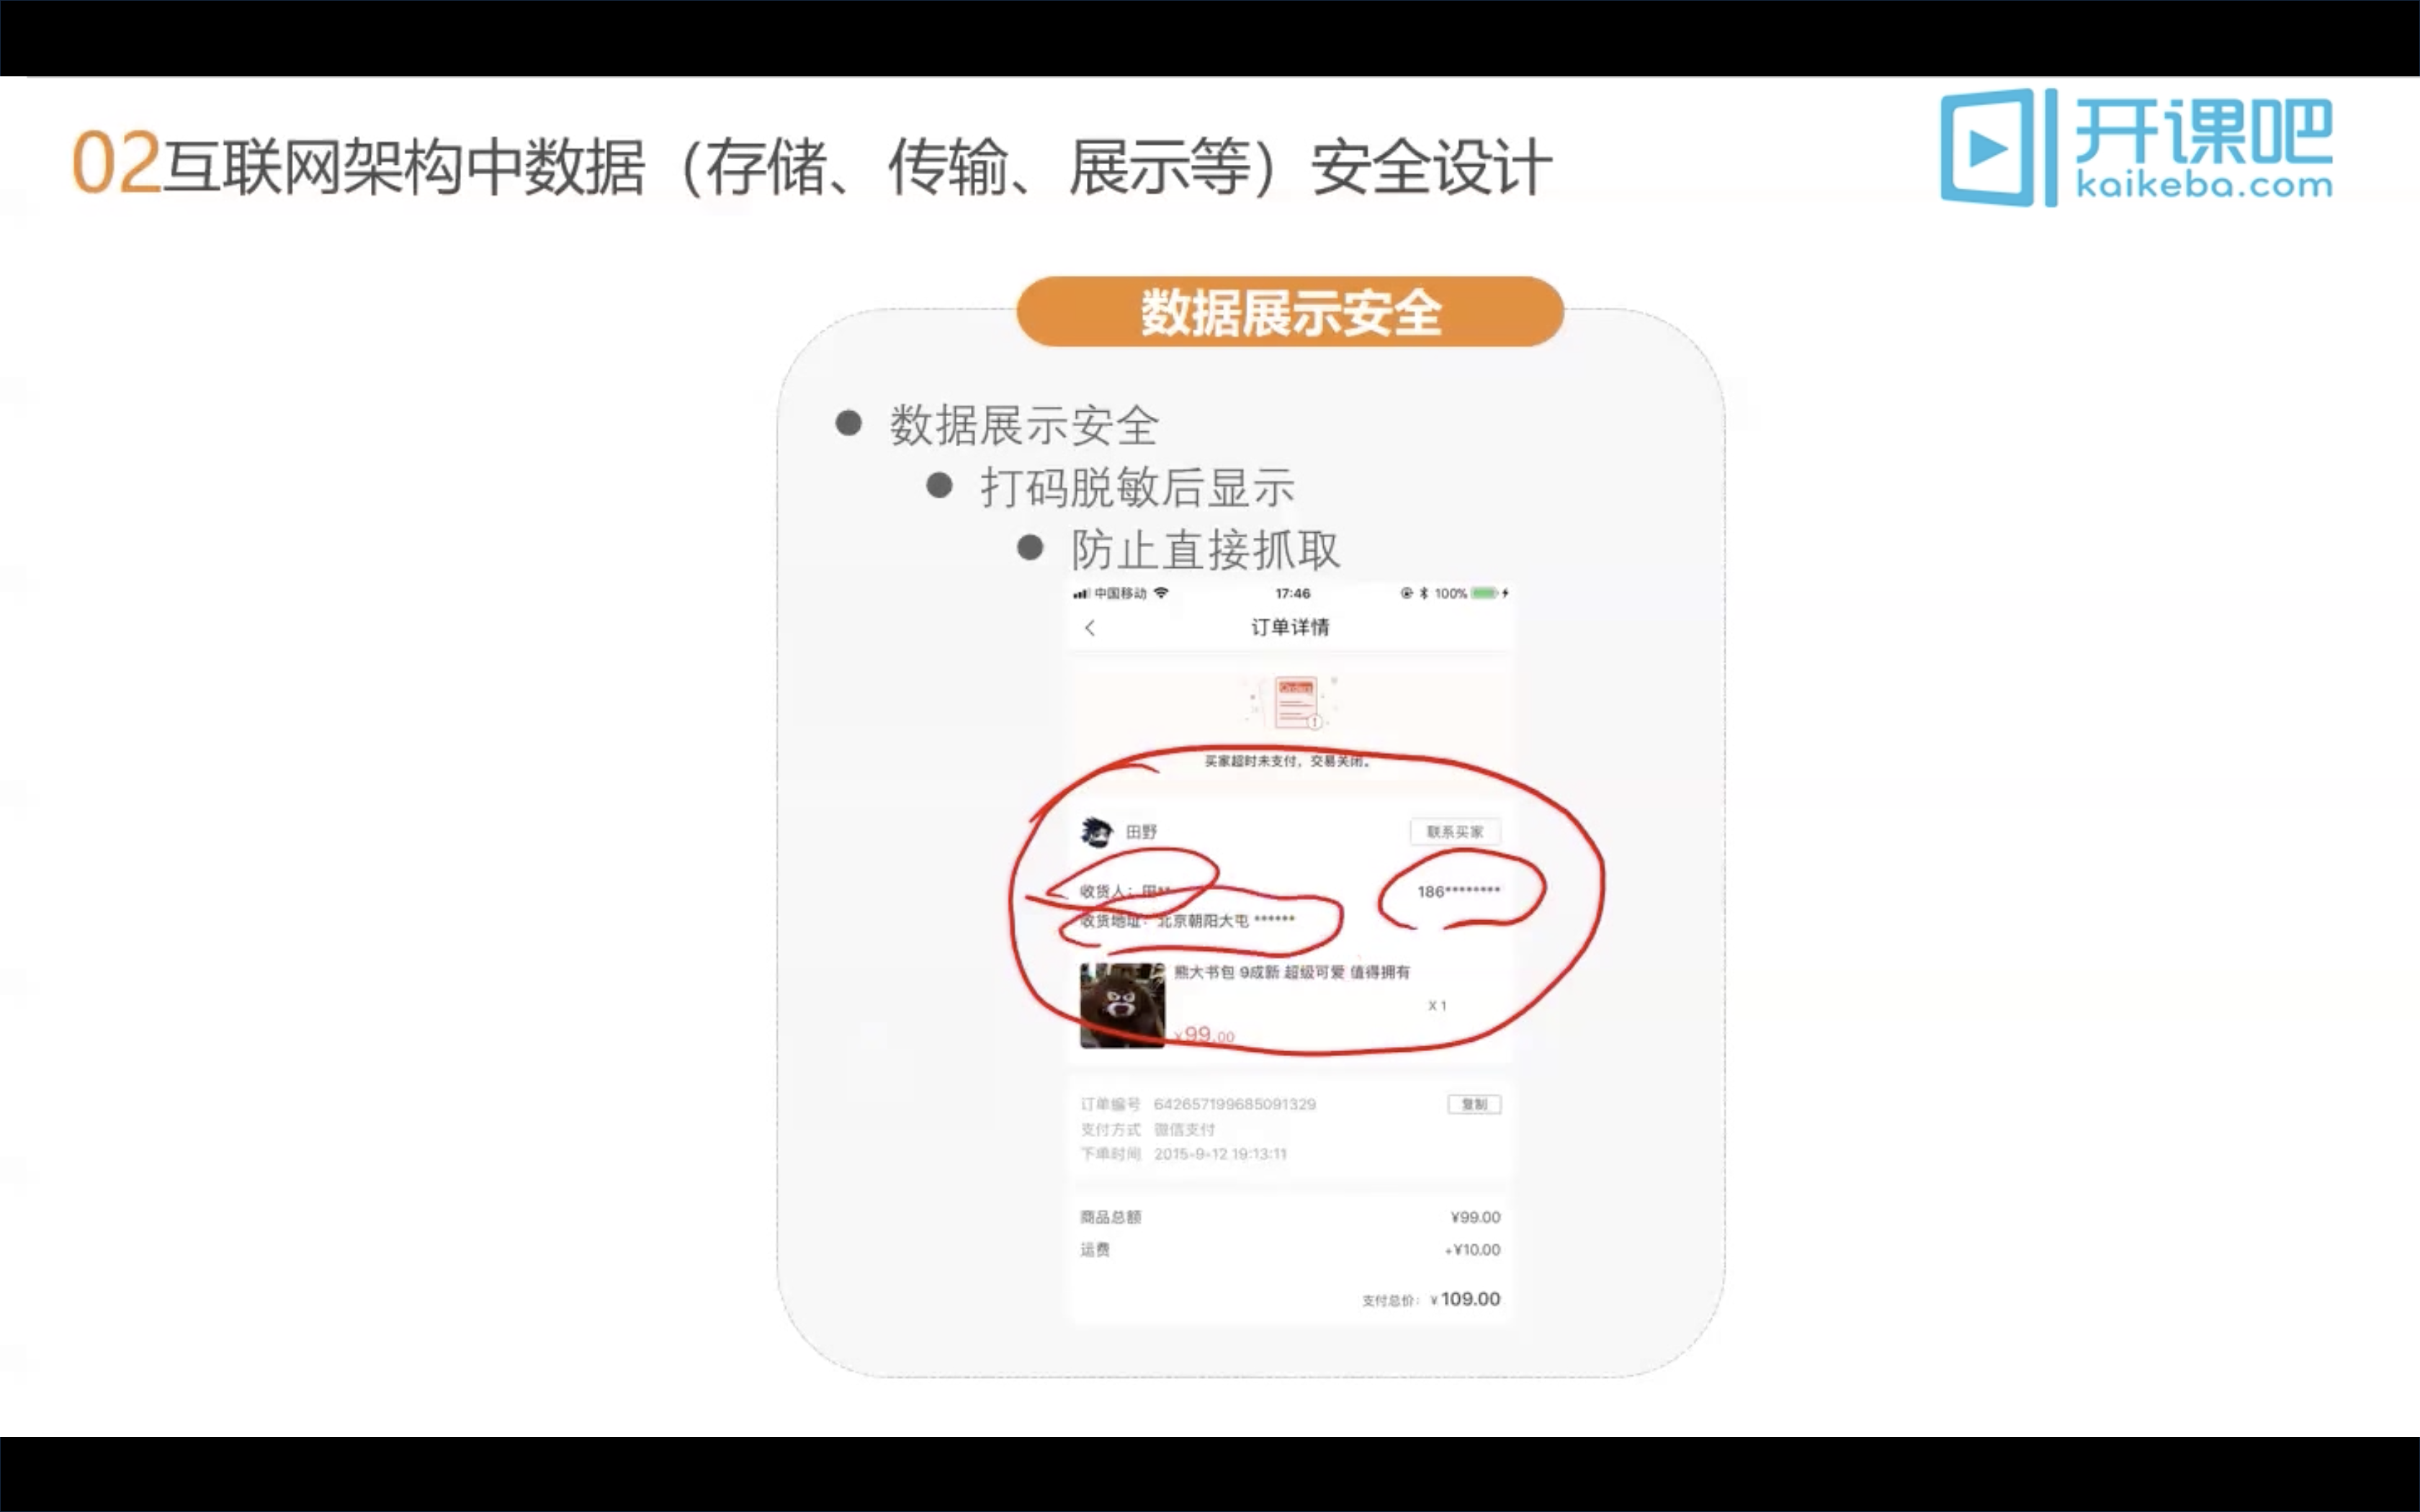 02互联网架构中数据（存储、传输、展示等）安全设计
开课吧
kaikeba.com
数据展示安全
数据展示安全
打码脱敏后显示
防止直接抓取
中国移动 17:46 100%
订单详情
买家超时未支付，交易关闭。
田野 联系买家
收货人：田** 186********
收货地址：北京朝阳大屯 ******
熊大书包 9成新 超级可爱 值得拥有
X 1
¥99.00
订单编号 642657199685091329 复制
支付方式 微信支付
下单时间 2015-9-12 19:13:11
商品总额 ¥99.00
运费 +¥10.00
支付总价：¥ 109.00